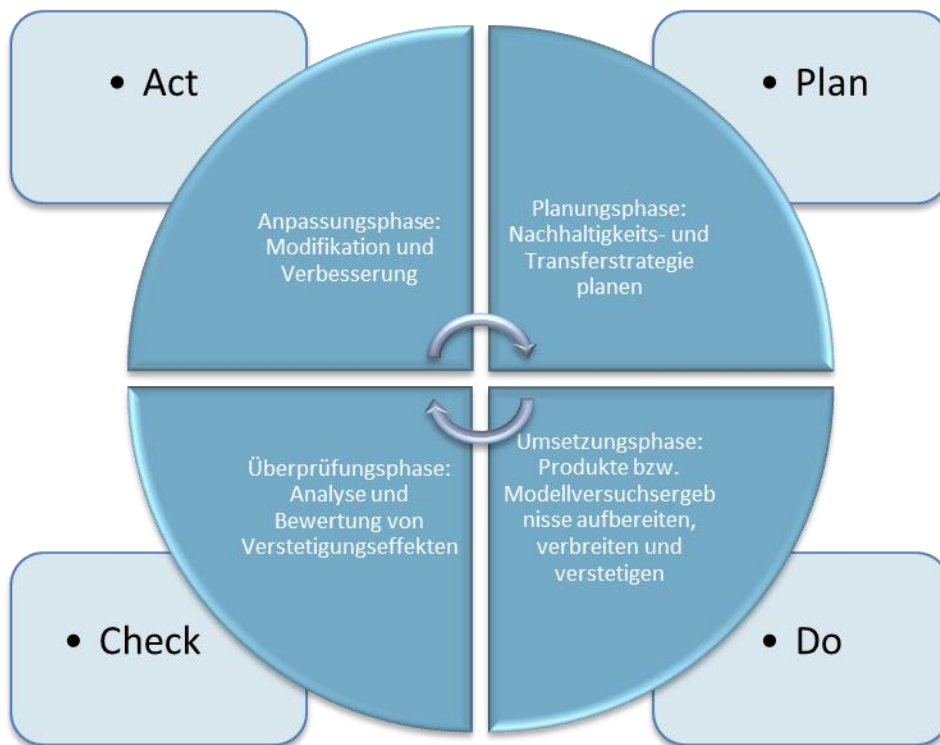 • Act
• Plan
Anpassungsphase:
Modifikation und
Verbesserung
Planungsphase:
Nachhaltigkeits- und
Transferstrategie
planen
Überprüfungsphase:
Analyse und
Bewertung von
Verstetigungseffekten
Umsetzungsphase:
Produkte bzw.
Modellversuchsergeb
nisse aufbereiten,
verbreiten und
verstetigen
• Check
• Do